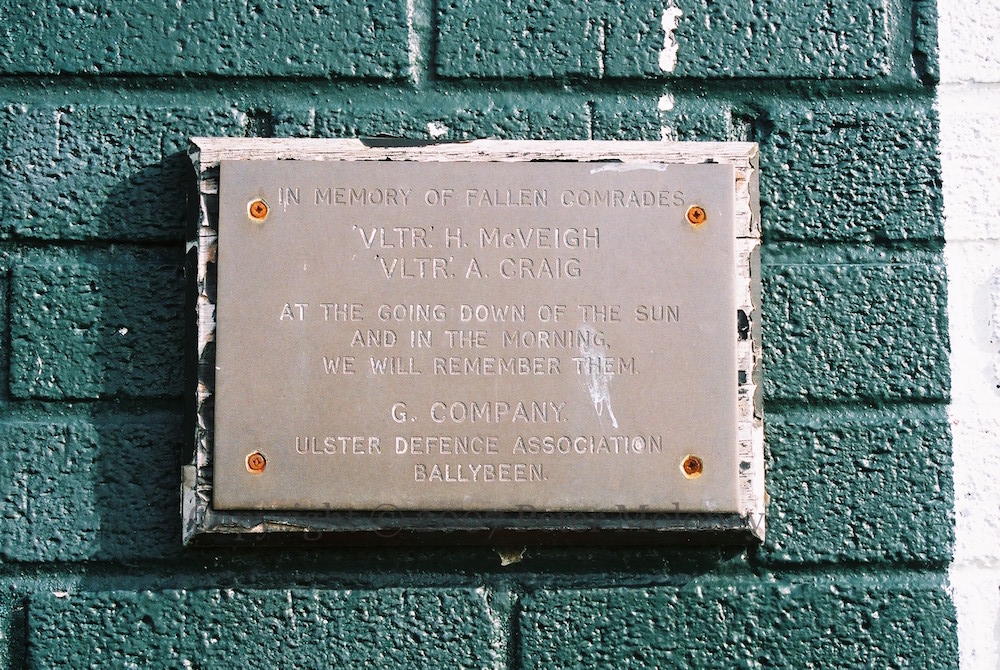 IN MEMORY OF FALLEN COMRADES
'VLTR.' H. McVEIGH
'VLTR'. A. CRAIG
AT THE GOING DOWN OF THE SUN
AND IN THE MORNING,
WE WILL REMEMBER THEM.
G. COMPANY.
ULSTER DEFENCE ASSOCIATION
BALLYBEEN.